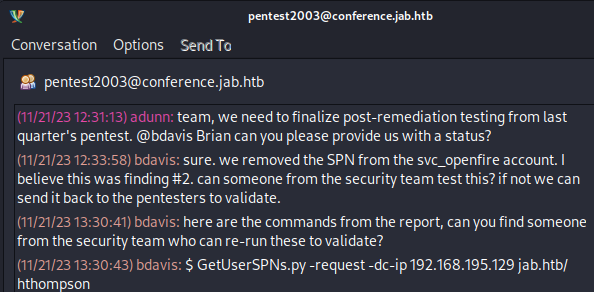 pentest2003@conference.jab.htb
Conversation Options Send To
pentest2003@conference.jab.htb
(11/21/23 12:31:13) adunn: team, we need to finalize post-remediation testing from last
quarter's pentest. @bdavis Brian can you please provide us with a status?
(11/21/23 12:33:58) bdavis: sure. we removed the SPN from the svc_openfire account. I
believe this was finding #2. can someone from the security team test this? if not we can
send it back to the pentesters to validate.
(11/21/23 13:30:41) bdavis: here are the commands from the report, can you find someone
from the security team who can re-run these to validate?
(11/21/23 13:30:43) bdavis: $ GetUserSPNs.py -request -dc-ip 192.168.195.129 jab.htb/
hthompson